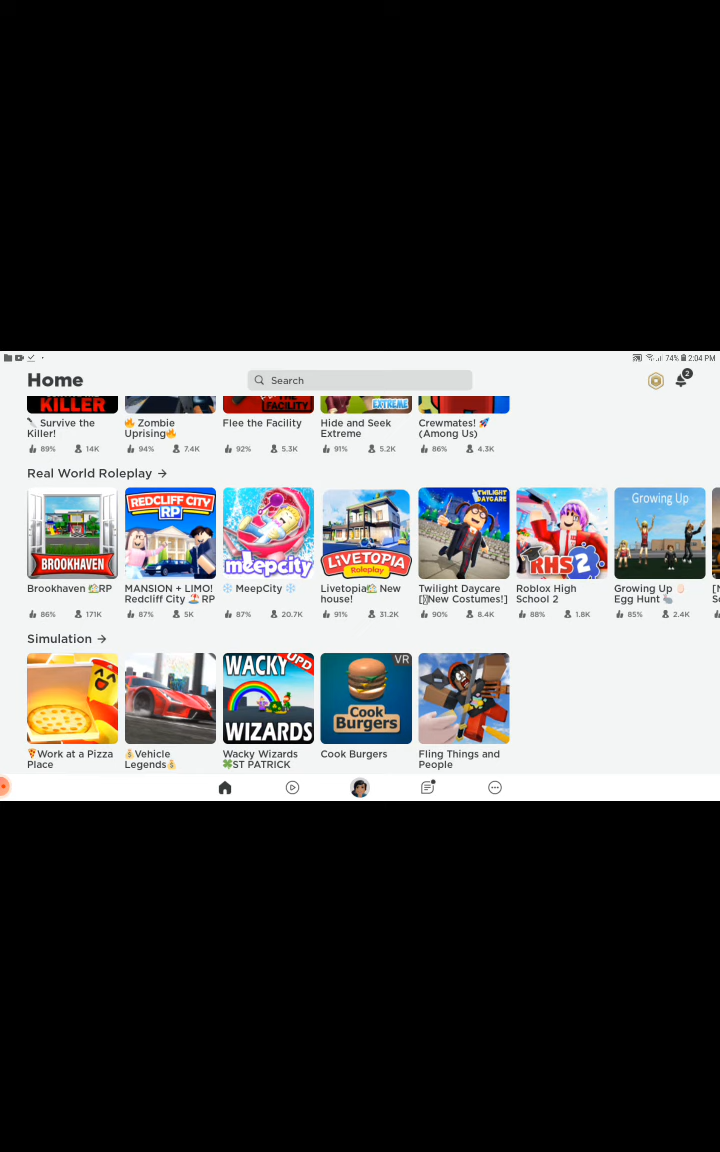 74% 2:04 PM
Home
Search
2
KILLER
THE FACILITY
EXTREME
🔪 Survive the Killer!
🔥 Zombie Uprising🔥
Flee the Facility
Hide and Seek Extreme
Crewmates! 🚀 (Among Us)
89% 14K
94% 7.4K
92% 5.3K
91% 5.2K
86% 4.3K
Real World Roleplay →
BROOKHAVEN
REDCLIFF CITY
RP
meepcity
LiVETOPiA
Roleplay
TWILIGHT
DAYCARE
RHS 2
Growing Up
Brookhaven 🏡RP
MANSION + LIMO! Redcliff City 🏖️RP
❄️ MeepCity ❄️
Livetopia🏡 New house!
Twilight Daycare [New Costumes!]
Roblox High School 2
Growing Up 🥚 Egg Hunt 🐇
86% 171K
87% 5K
87% 20.7K
91% 31.2K
90% 8.4K
88% 1.8K
85% 2.4K
Simulation →
WACKY
UPD
WIZARDS
VR
Cook
Burgers
🍕Work at a Pizza Place
💰Vehicle Legends💰
Wacky Wizards 🍀ST PATRICK
Cook Burgers
Fling Things and People